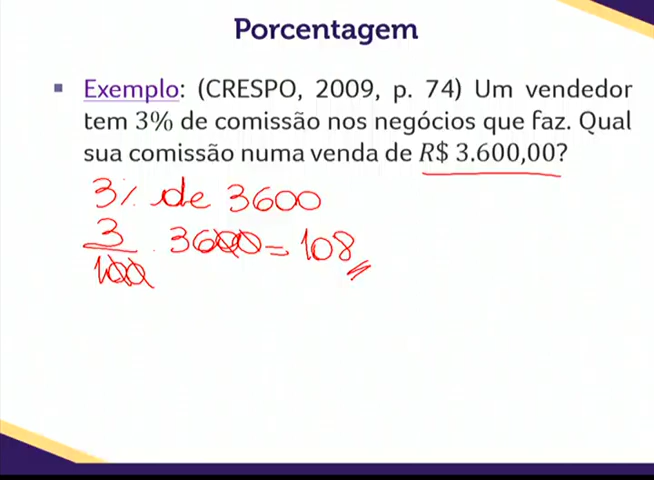 Porcentagem
Exemplo: (CRESPO, 2009, p. 74) Um vendedor
tem 3% de comissão nos negócios que faz. Qual
sua comissão numa venda de R$ 3.600,00?
3% de 3600
3/100 . 3600 = 108